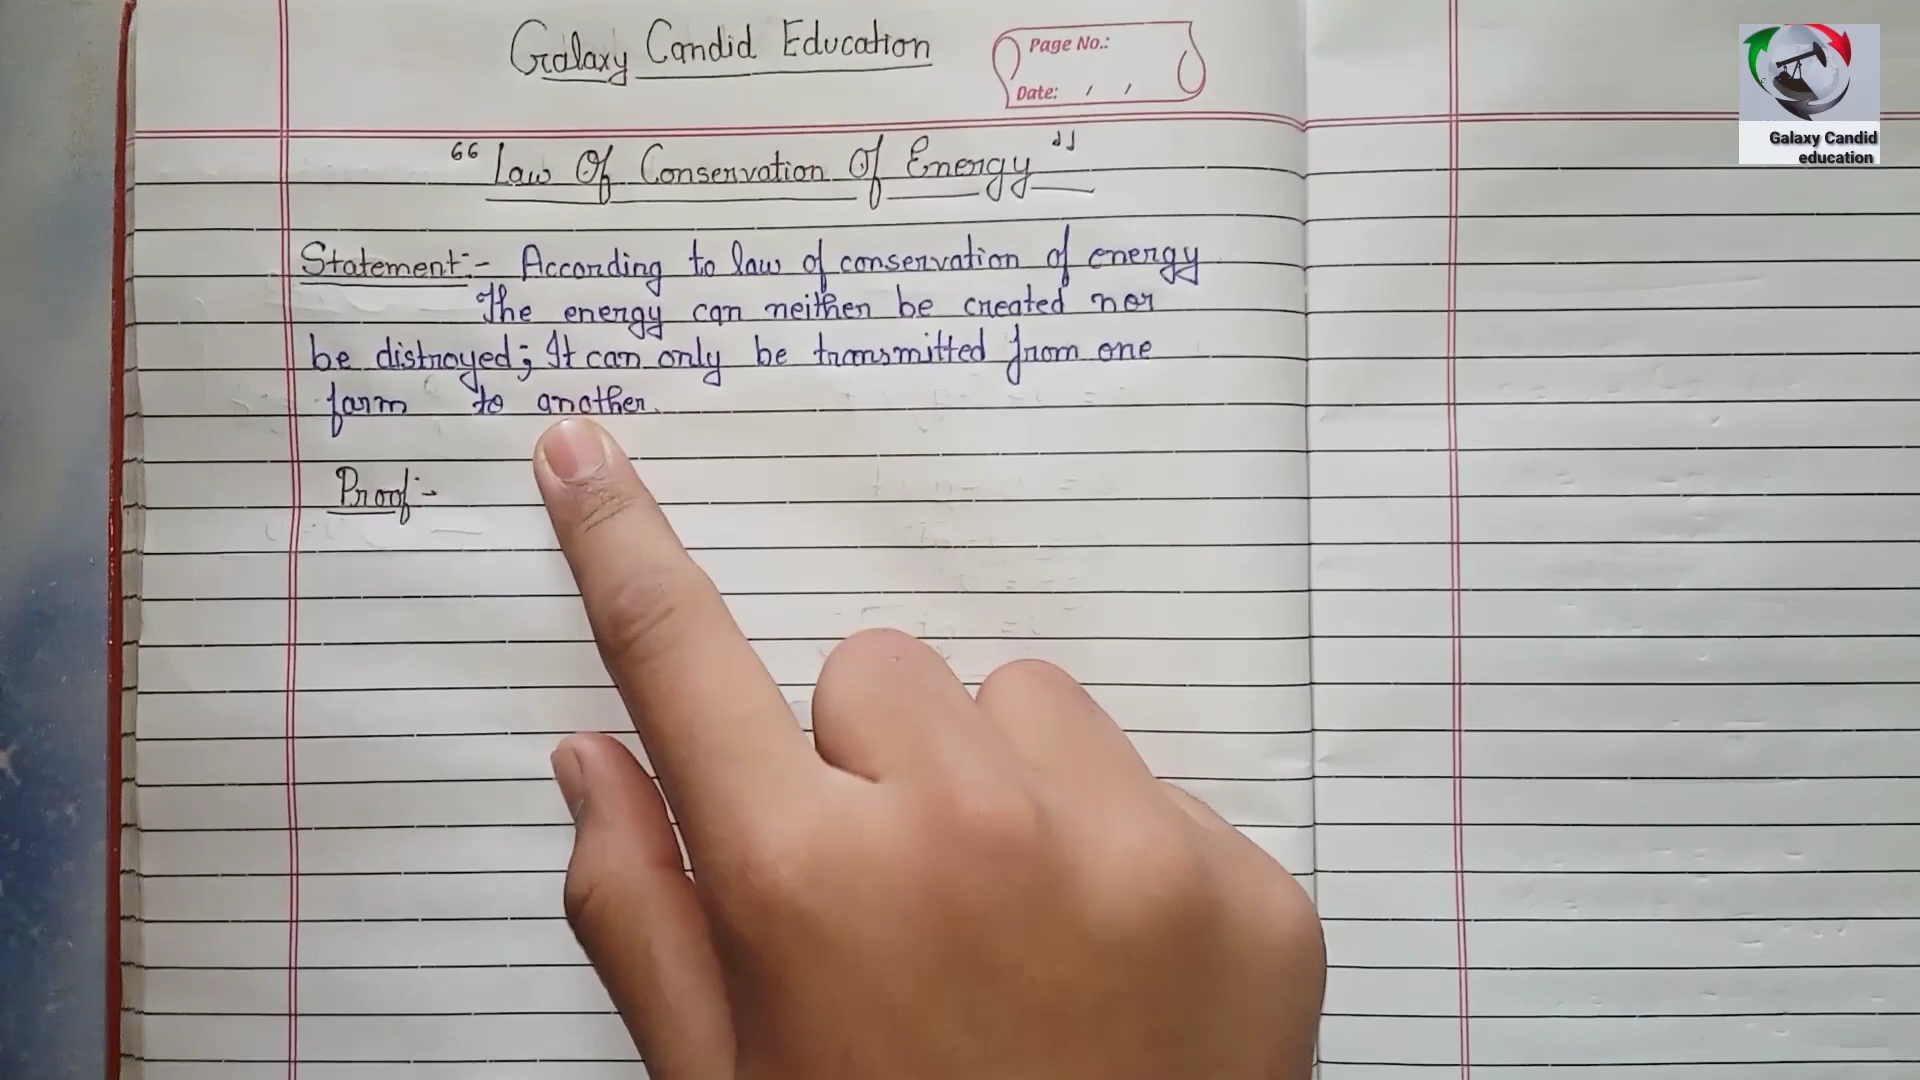 Galaxy Candid Education
Page No.:
Date: / /
Galaxy Candid
education
"Law Of Conservation Of Energy"
Statement:- According to law of conservation of energy
The energy can neither be created nor
be distroyed; It can only be transmitted from one
farm to another.
Proof:-